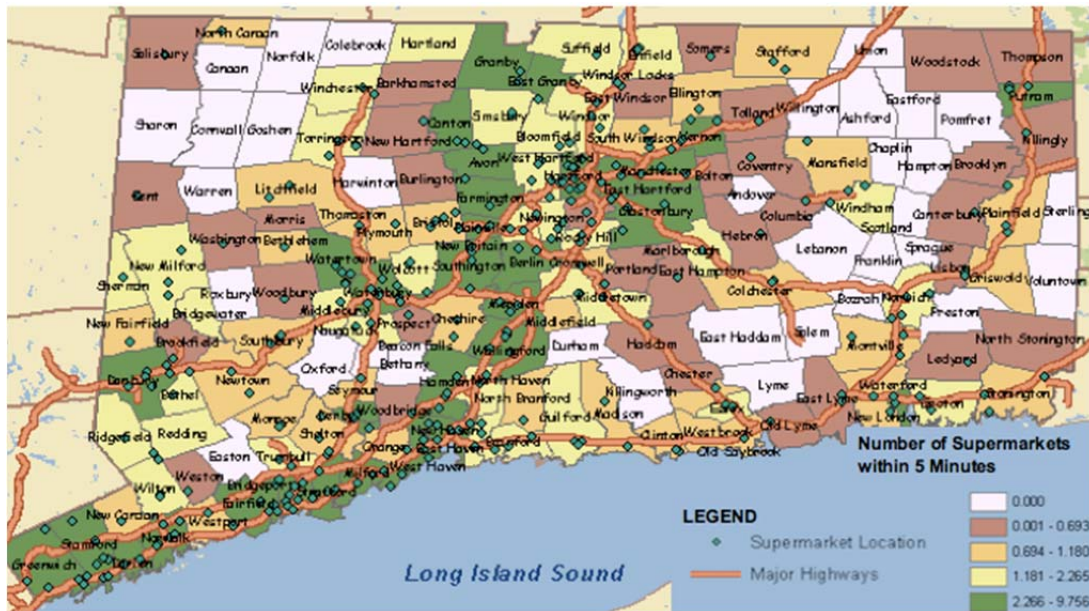 North Canaan
Salisbury
Canaan
Norfolk
Colebrook
Hartland
Granby
Suffield
Enfield
Somers
Stafford
Union
Woodstock
Thompson
East Granby
Windsor Locks
Winchester
Barkhamsted
East Windsor
Ellington
Willington
Eastford
Putnam
Canton
Simsbury
Windsor
Tolland
Ashford
Pomfret
Sharon
Cornwall
Goshen
Torrington
New Hartford
Bloomfield
South Windsor
Vernon
Killingly
Avon
West Hartford
Chaplin
Mansfield
Hampton
Brooklyn
Hartford
Manchester
Bolton
Coventry
Kent
Warren
Litchfield
Harwinton
Burlington
Farmington
East Hartford
Andover
Windham
Canterbury
Plainfield
Sterling
Morris
Thomaston
Bristol
Plainville
Newington
Glastonbury
Columbia
Scotland
Washington
Bethlehem
Plymouth
New Britain
Rocky Hill
Hebron
Lebanon
Sprague
New Milford
Watertown
Wolcott
Southington
Berlin
Cromwell
Marlborough
Franklin
Lisbon
Griswold
Voluntown
Sherman
Roxbury
Woodbury
Waterbury
Portland
East Hampton
Colchester
Bozrah
Norwich
Bridgewater
Middlebury
Meriden
Middletown
Preston
New Fairfield
Naugatuck
Prospect
Cheshire
Middlefield
Brookfield
Southbury
Beacon Falls
Wallingford
Durham
Haddam
East Haddam
Salem
Montville
North Stonington
Oxford
Bethany
Ledyard
Danbury
Newtown
Seymour
Hamden
North Haven
Chester
Lyme
Bethel
Killingworth
East Lyme
Waterford
Stonington
Monroe
Derby
Woodbridge
North Branford
Guilford
Madison
Essex
New London
Groton
Ridgefield
Redding
Shelton
New Haven
Clinton
Westbrook
Old Lyme
Easton
Trumbull
Orange
East Haven
Branford
Old Saybrook
Weston
Bridgeport
Milford
West Haven
Wilton
Fairfield
Stratford
New Canaan
Westport
Stamford
Norwalk
Greenwich
Darien
Long Island Sound
Number of Supermarkets
within 5 Minutes
0.000
0.001 - 0.693
0.694 - 1.180
1.181 - 2.265
2.266 - 9.756
LEGEND
Supermarket Location
Major Highways